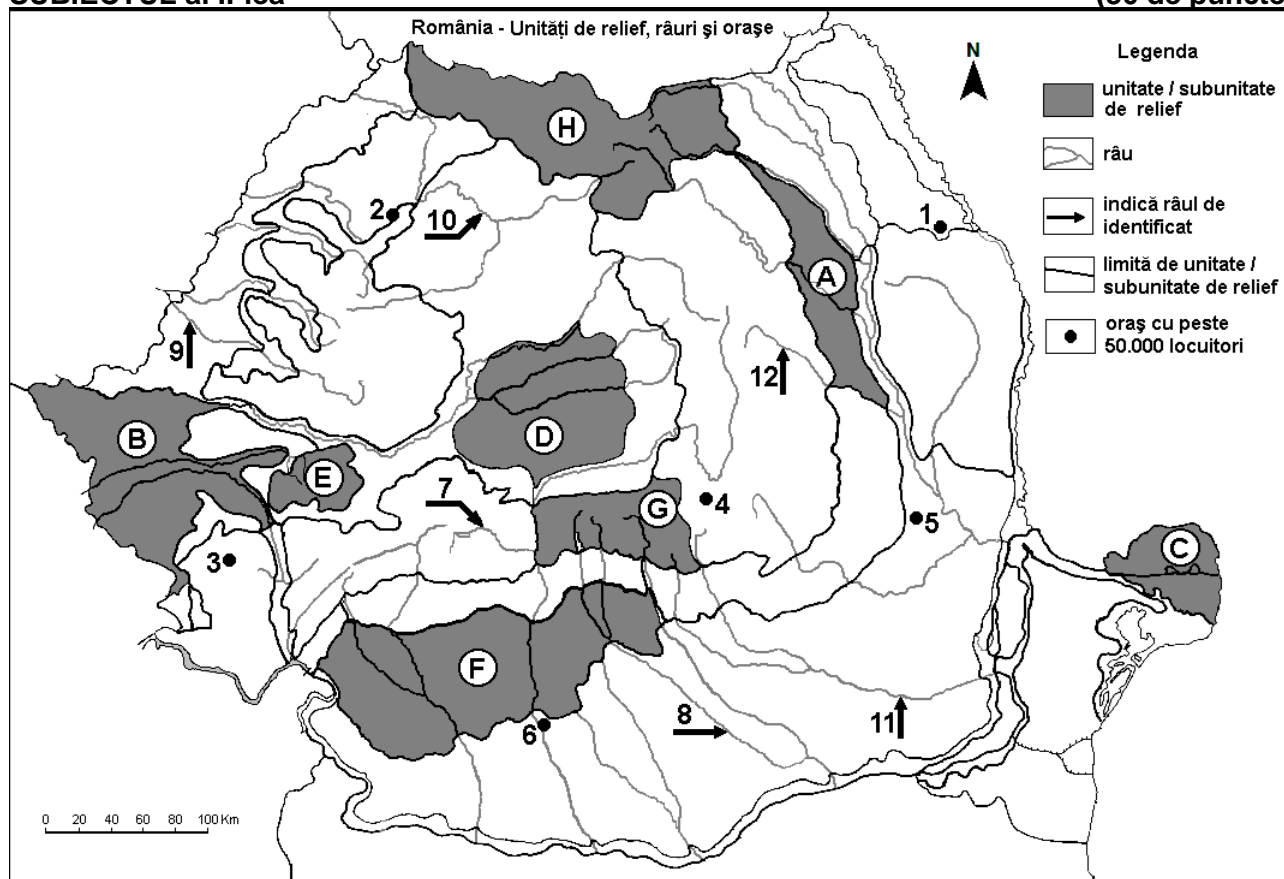 România - Unităţi de relief, râuri şi oraşe
N
Legenda
unitate / subunitate
de relief
râu
indică râul de
identificat
limită de unitate /
subunitate de relief
oraş cu peste
50.000 locuitori
H
A
B
D
E
G
C
F
1
2
10
9
12
7
4
5
3
6
8
11
0 20 40 60 80 100 Km